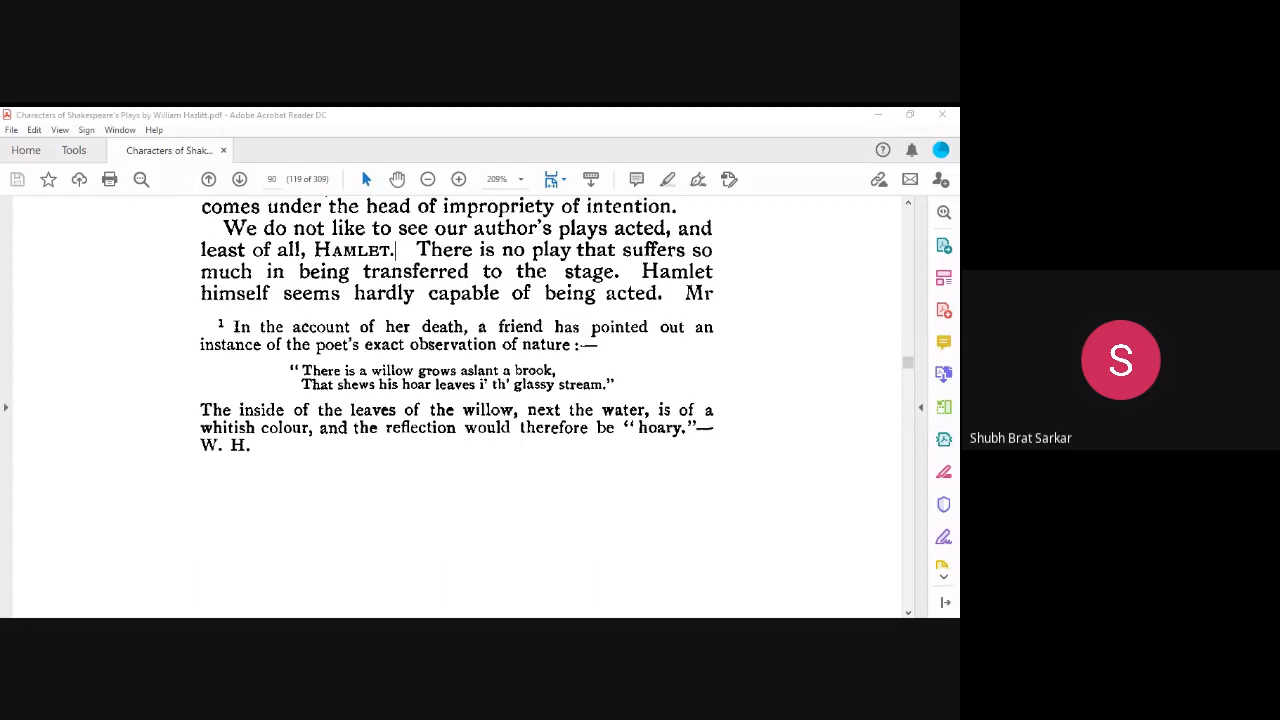 Characters of Shakespeare's Plays by William Hazlitt.pdf - Adobe Acrobat Reader DC
File Edit View Sign Window Help
Home Tools Characters of Shak... ×
90 (119 of 309) 209%
comes under the head of impropriety of intention.
We do not like to see our author's plays acted, and
least of all, HAMLET. There is no play that suffers so
much in being transferred to the stage. Hamlet
himself seems hardly capable of being acted. Mr
1 In the account of her death, a friend has pointed out an
instance of the poet's exact observation of nature :—
"There is a willow grows aslant a brook,
That shews his hoar leaves i' th' glassy stream."
The inside of the leaves of the willow, next the water, is of a
whitish colour, and the reflection would therefore be "hoary."—
W. H.
S
Shubh Brat Sarkar